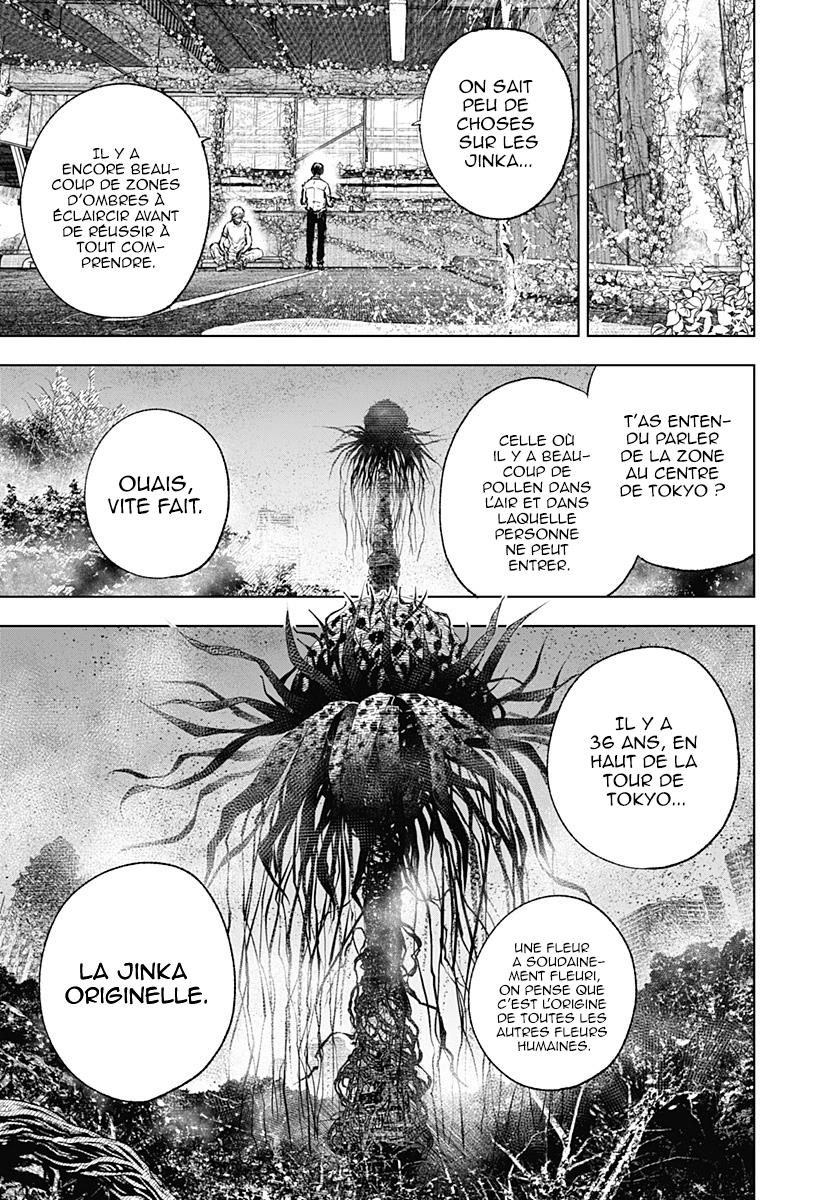 ON SAIT
PEU DE
CHOSES
SUR LES
JINKA...
IL Y A
ENCORE BEAU-
COUP DE ZONES
D'OMBRES À
ÉCLAIRCIR AVANT
DE RÉUSSIR À
TOUT COM-
PRENDRE.
T'AS ENTEN-
DU PARLER
DE LA ZONE
AU CENTRE
DE TOKYO ?
CELLE OÙ
IL Y A BEAU-
COUP DE
POLLEN DANS
L'AIR ET DANS
LAQUELLE
PERSONNE
NE PEUT
ENTRER.
OUAIS,
VITE FAIT.
IL Y A
36 ANS, EN
HAUT DE LA
TOUR DE
TOKYO...
UNE FLEUR
A SOUDAINE-
MENT FLEURI,
ON PENSE QUE
C'EST L'ORIGINE
DE TOUTES LES
AUTRES FLEURS
HUMAINES.
LA JINKA
ORIGINELLE.